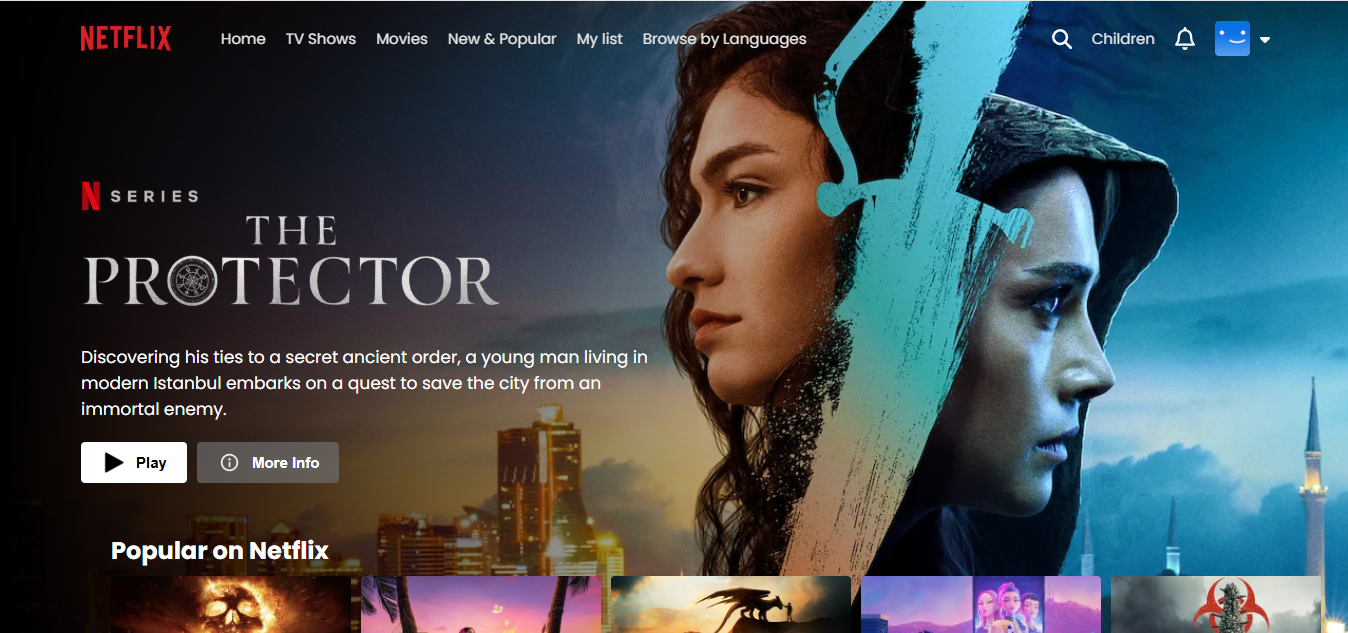 NETFLIX Home TV Shows Movies New & Popular My list Browse by Languages Children
N SERIES
THE
PROTECTOR
Discovering his ties to a secret ancient order, a young man living in
modern Istanbul embarks on a quest to save the city from an
immortal enemy.
Play More Info
Popular on Netflix